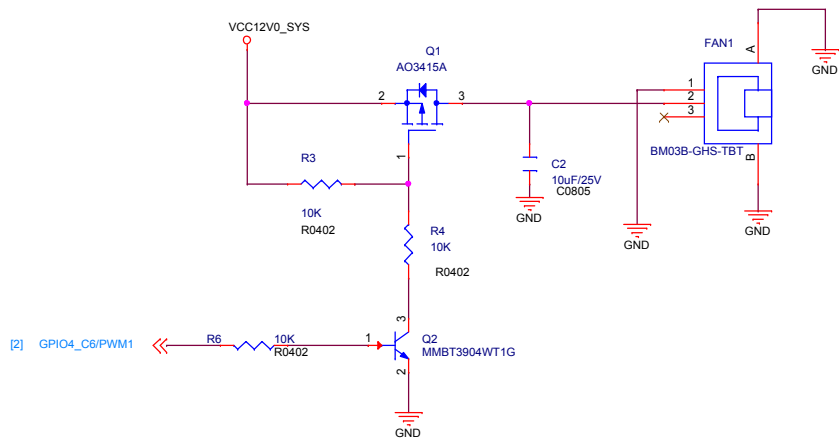 VCC12V0_SYS
Q1
AO3415A
2
3
1
R3
10K
R0402
R4
10K
R0402
C2
10uF/25V
C0805
GND
GND
FAN1
A
1
2
3
BM03B-GHS-TBT
B
GND
GND
[2] GPIO4_C6/PWM1
R6
10K
R0402
1
3
Q2
MMBT3904WT1G
2
GND